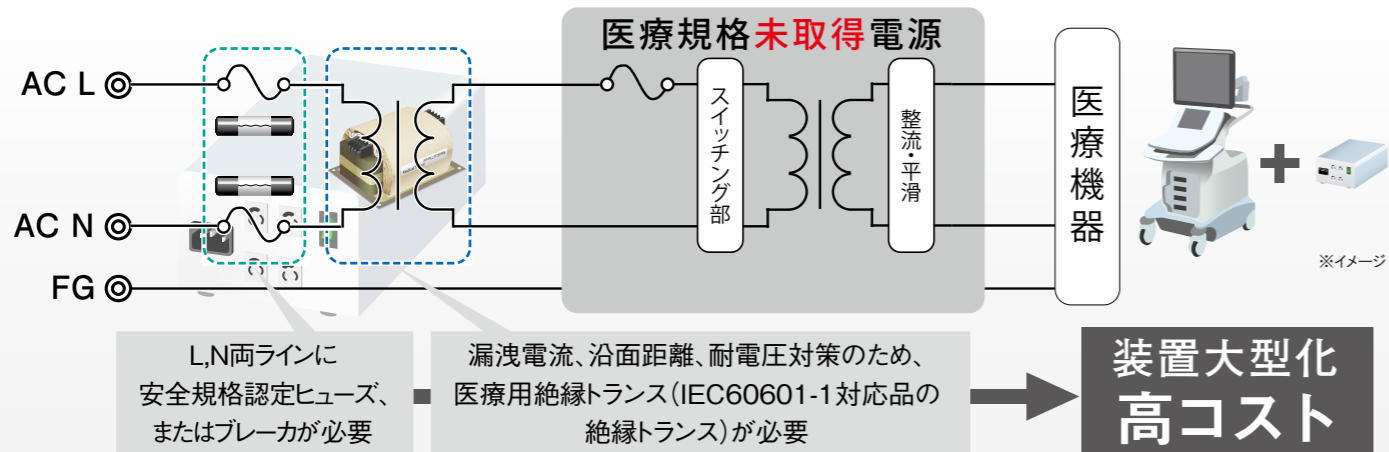 医療規格未取得電源
AC L
AC N
FG
スイッチング部
整流・平滑
医療機器
※イメージ
L,N両ラインに
安全規格認定ヒューズ、
またはブレーカが必要
漏洩電流、沿面距離、耐電圧対策のため、
医療用絶縁トランス(IEC60601-1対応品の
絶縁トランス)が必要
装置大型化
高コスト